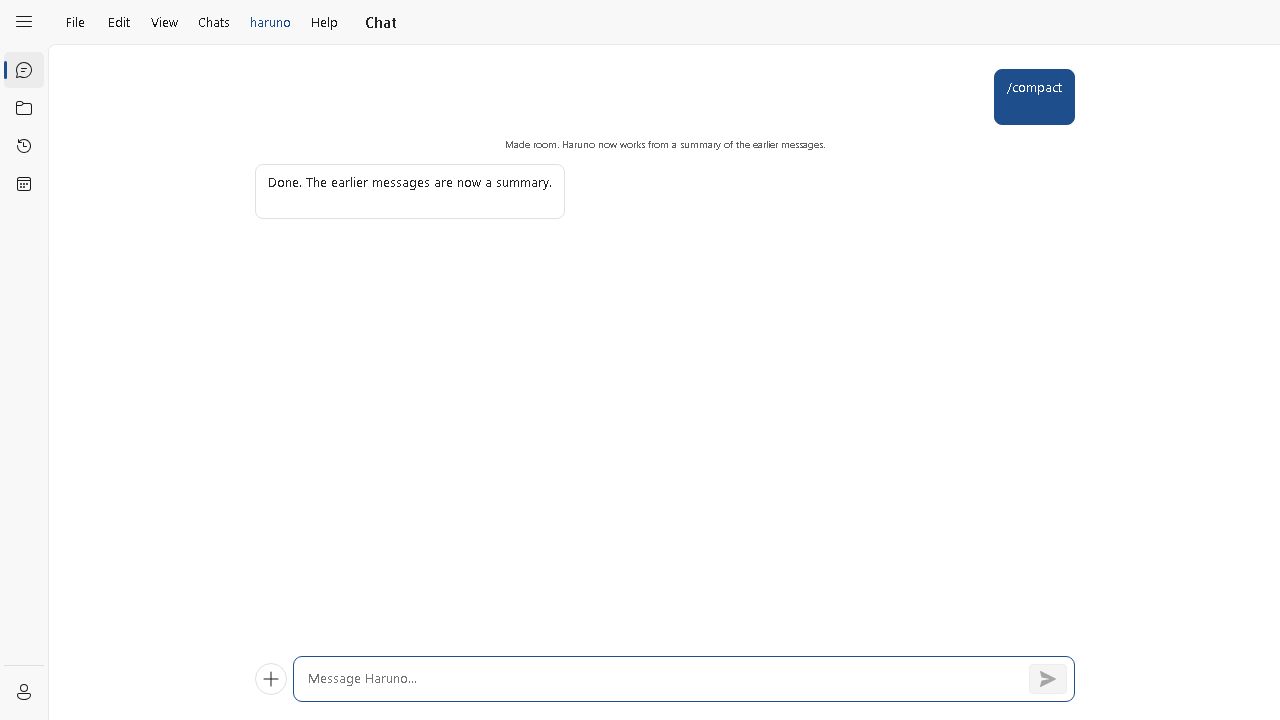 File Edit View Chats haruno Help Chat
/compact
Made room. Haruno now works from a summary of the earlier messages.
Done. The earlier messages are now a summary.
Message Haruno...